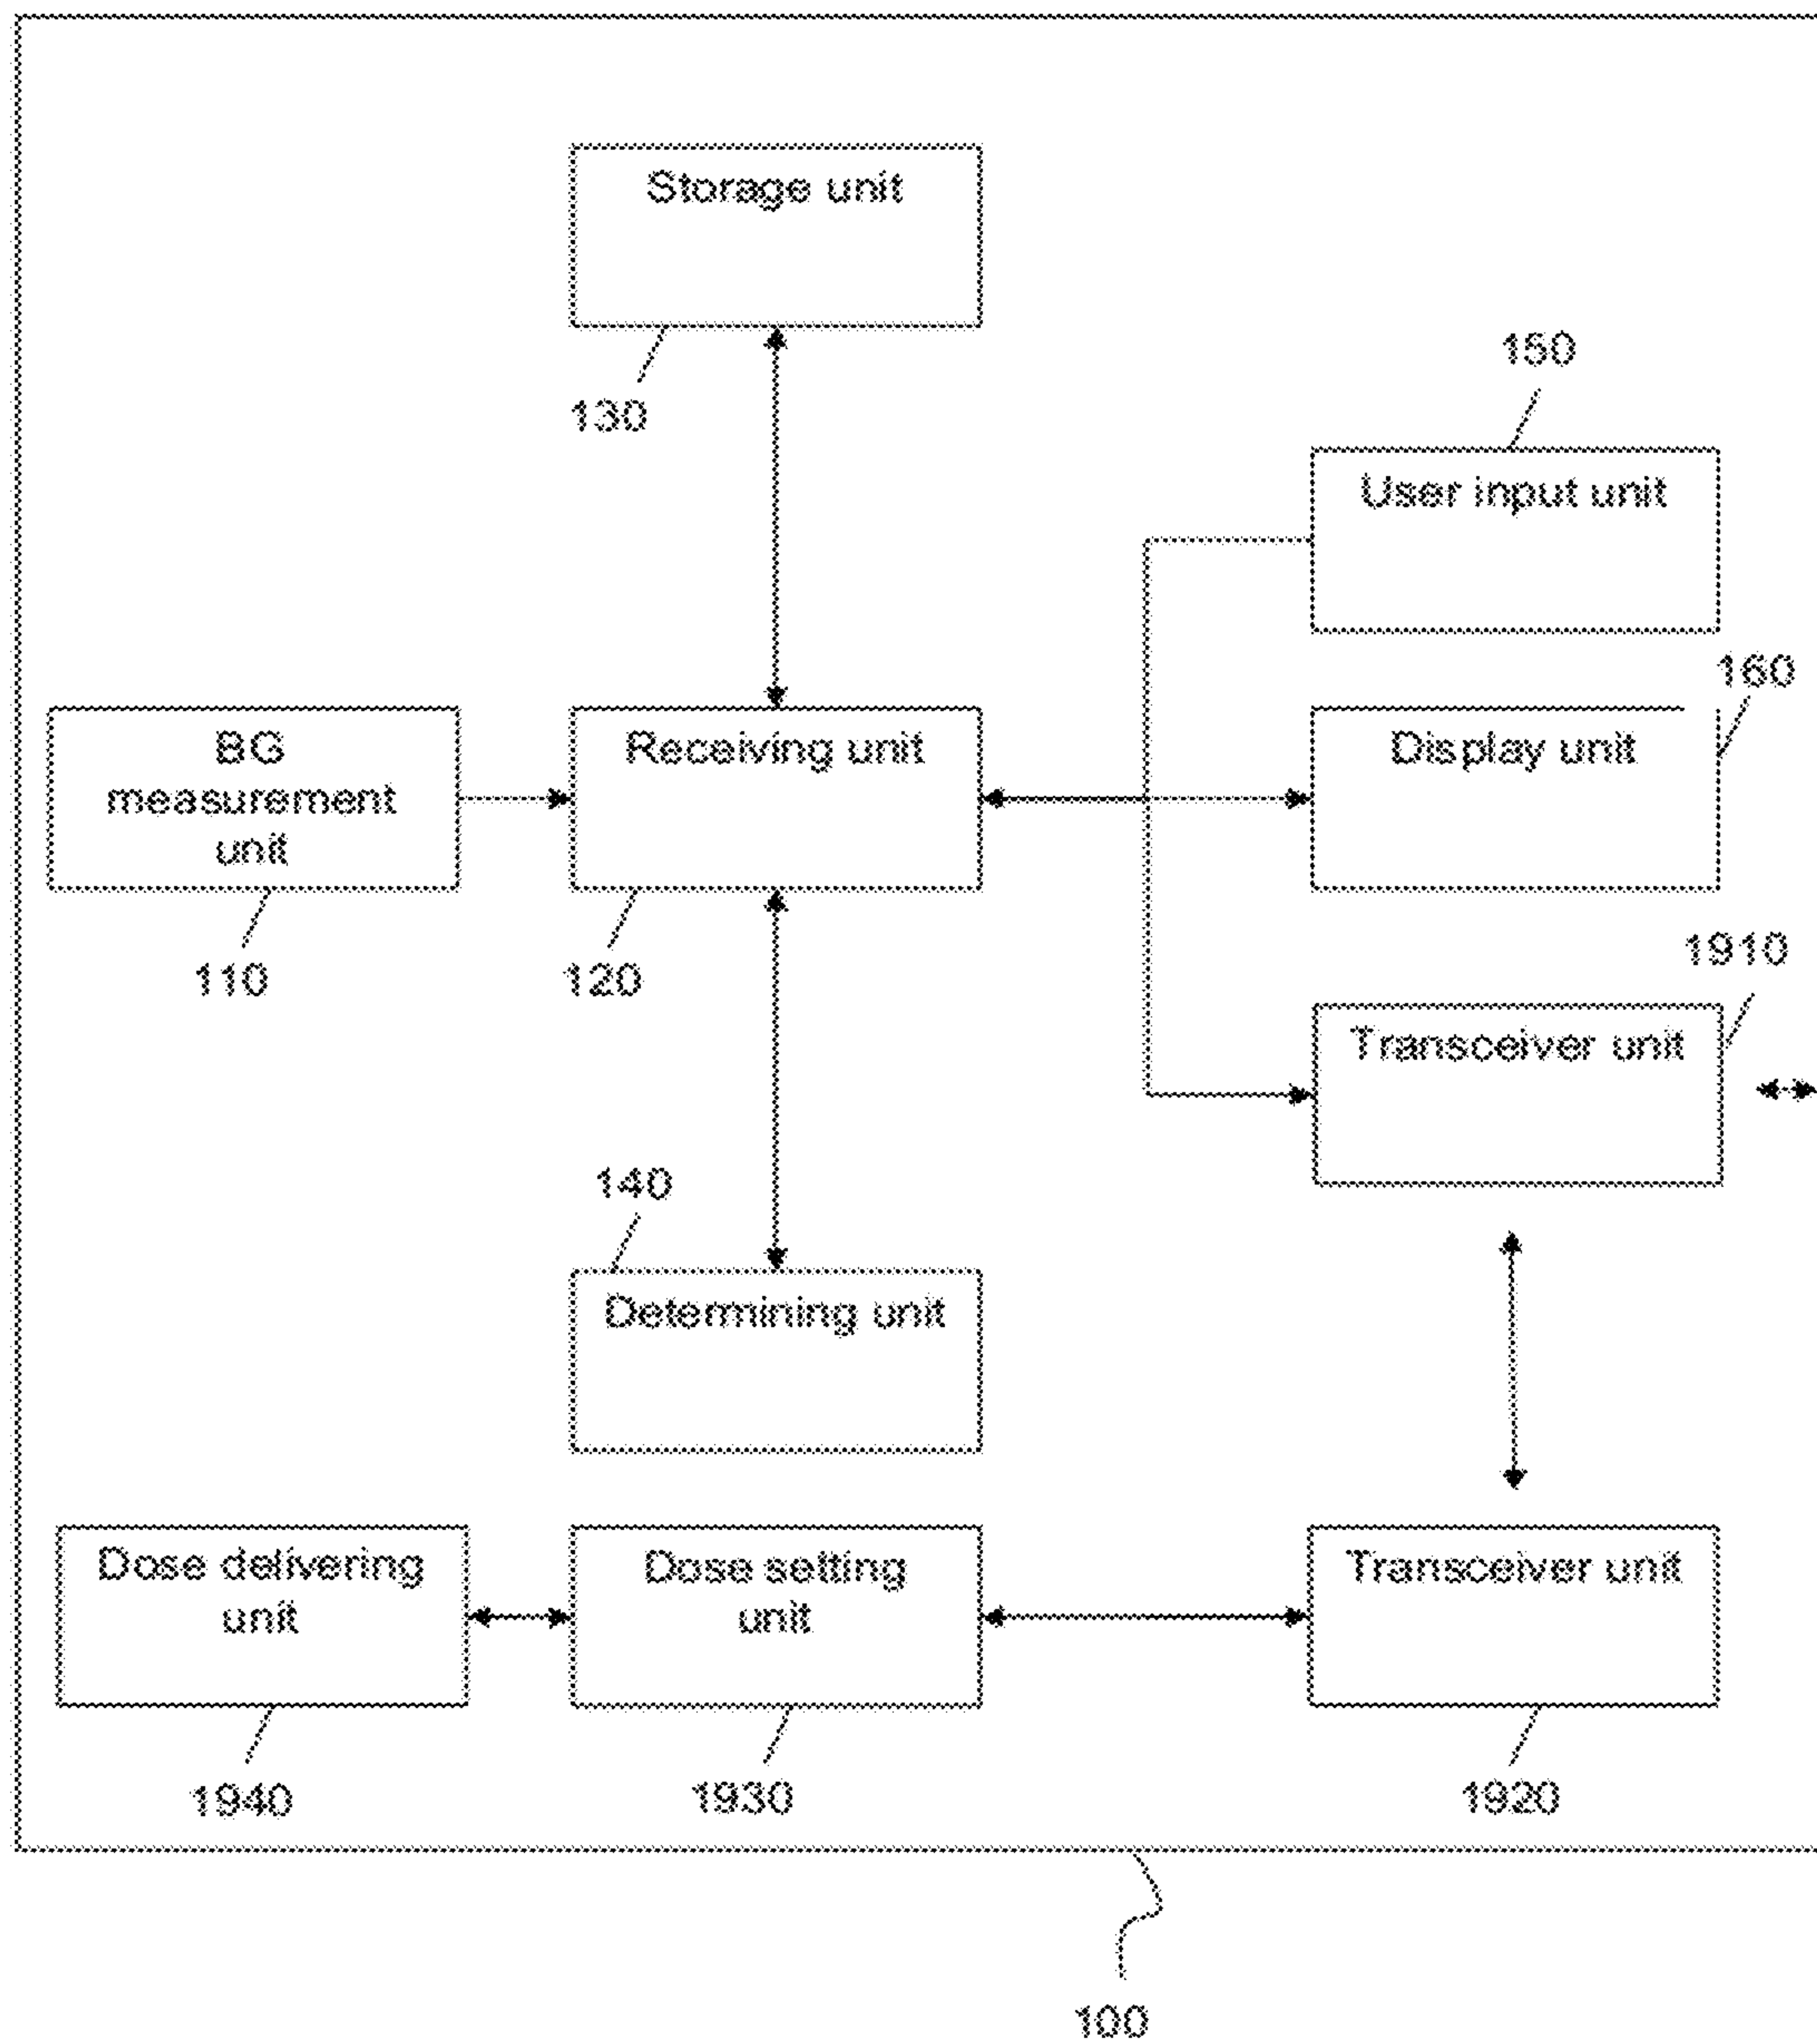 Storage unit
130
150
User input unit
160
BG
measurement
unit
Receiving unit
Display unit
110
120
1910
Transceiver unit
140
Determining unit
Dose delivering
unit
Dose setting
unit
Transceiver unit
1940
1930
1920
100